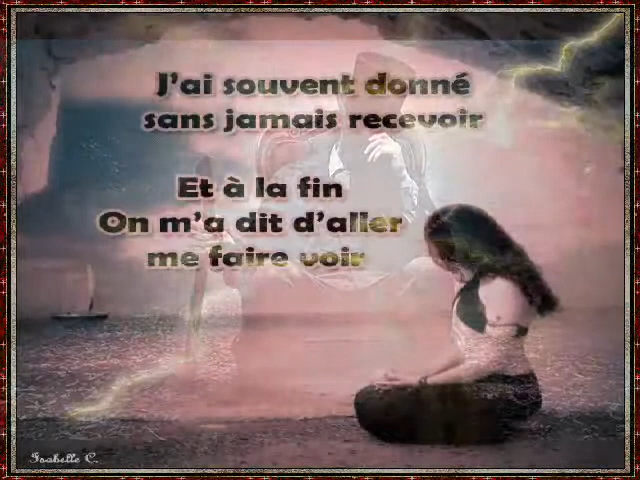 J'ai souvent donné
sans jamais recevoir
Et à la fin
On m'a dit d'aller
me faire voir
Isabelle C.